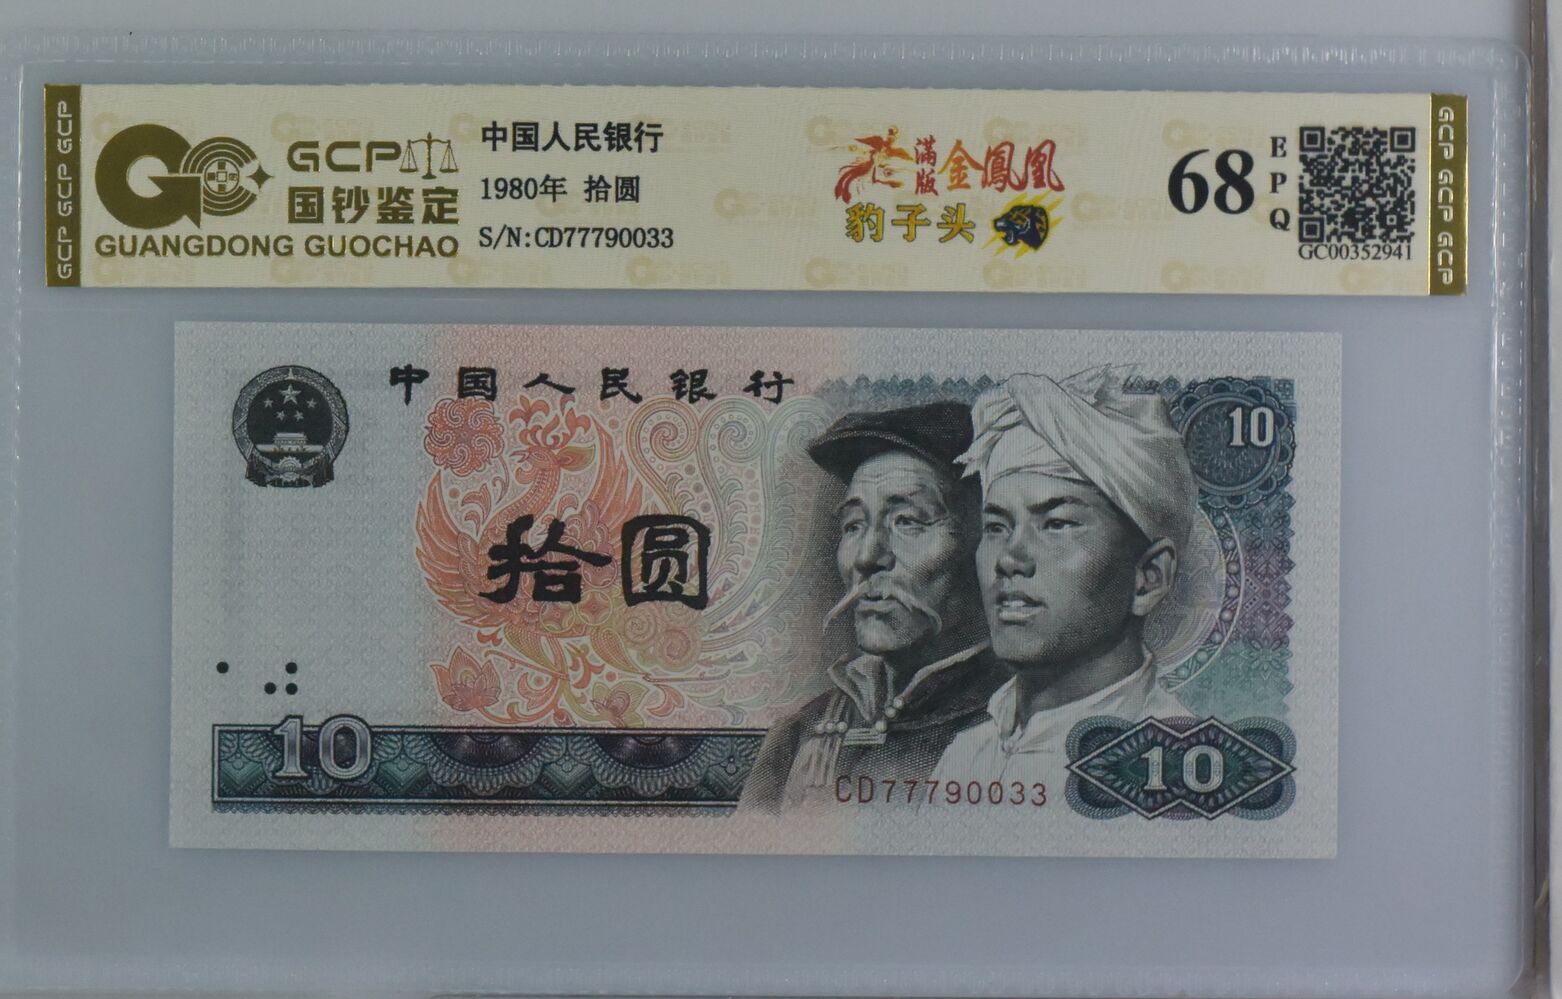 GCP GCP GCP
GCP
国钞鉴定
GUANGDONG GUOCHAO
中国人民银行
1980年 拾圆
S/N:CD77790033
满版金鳳凰
豹子头
68
EPQ
GC00352941
GCP GCP GCP
中国人民银行
10
拾圆
10
CD77790033
10